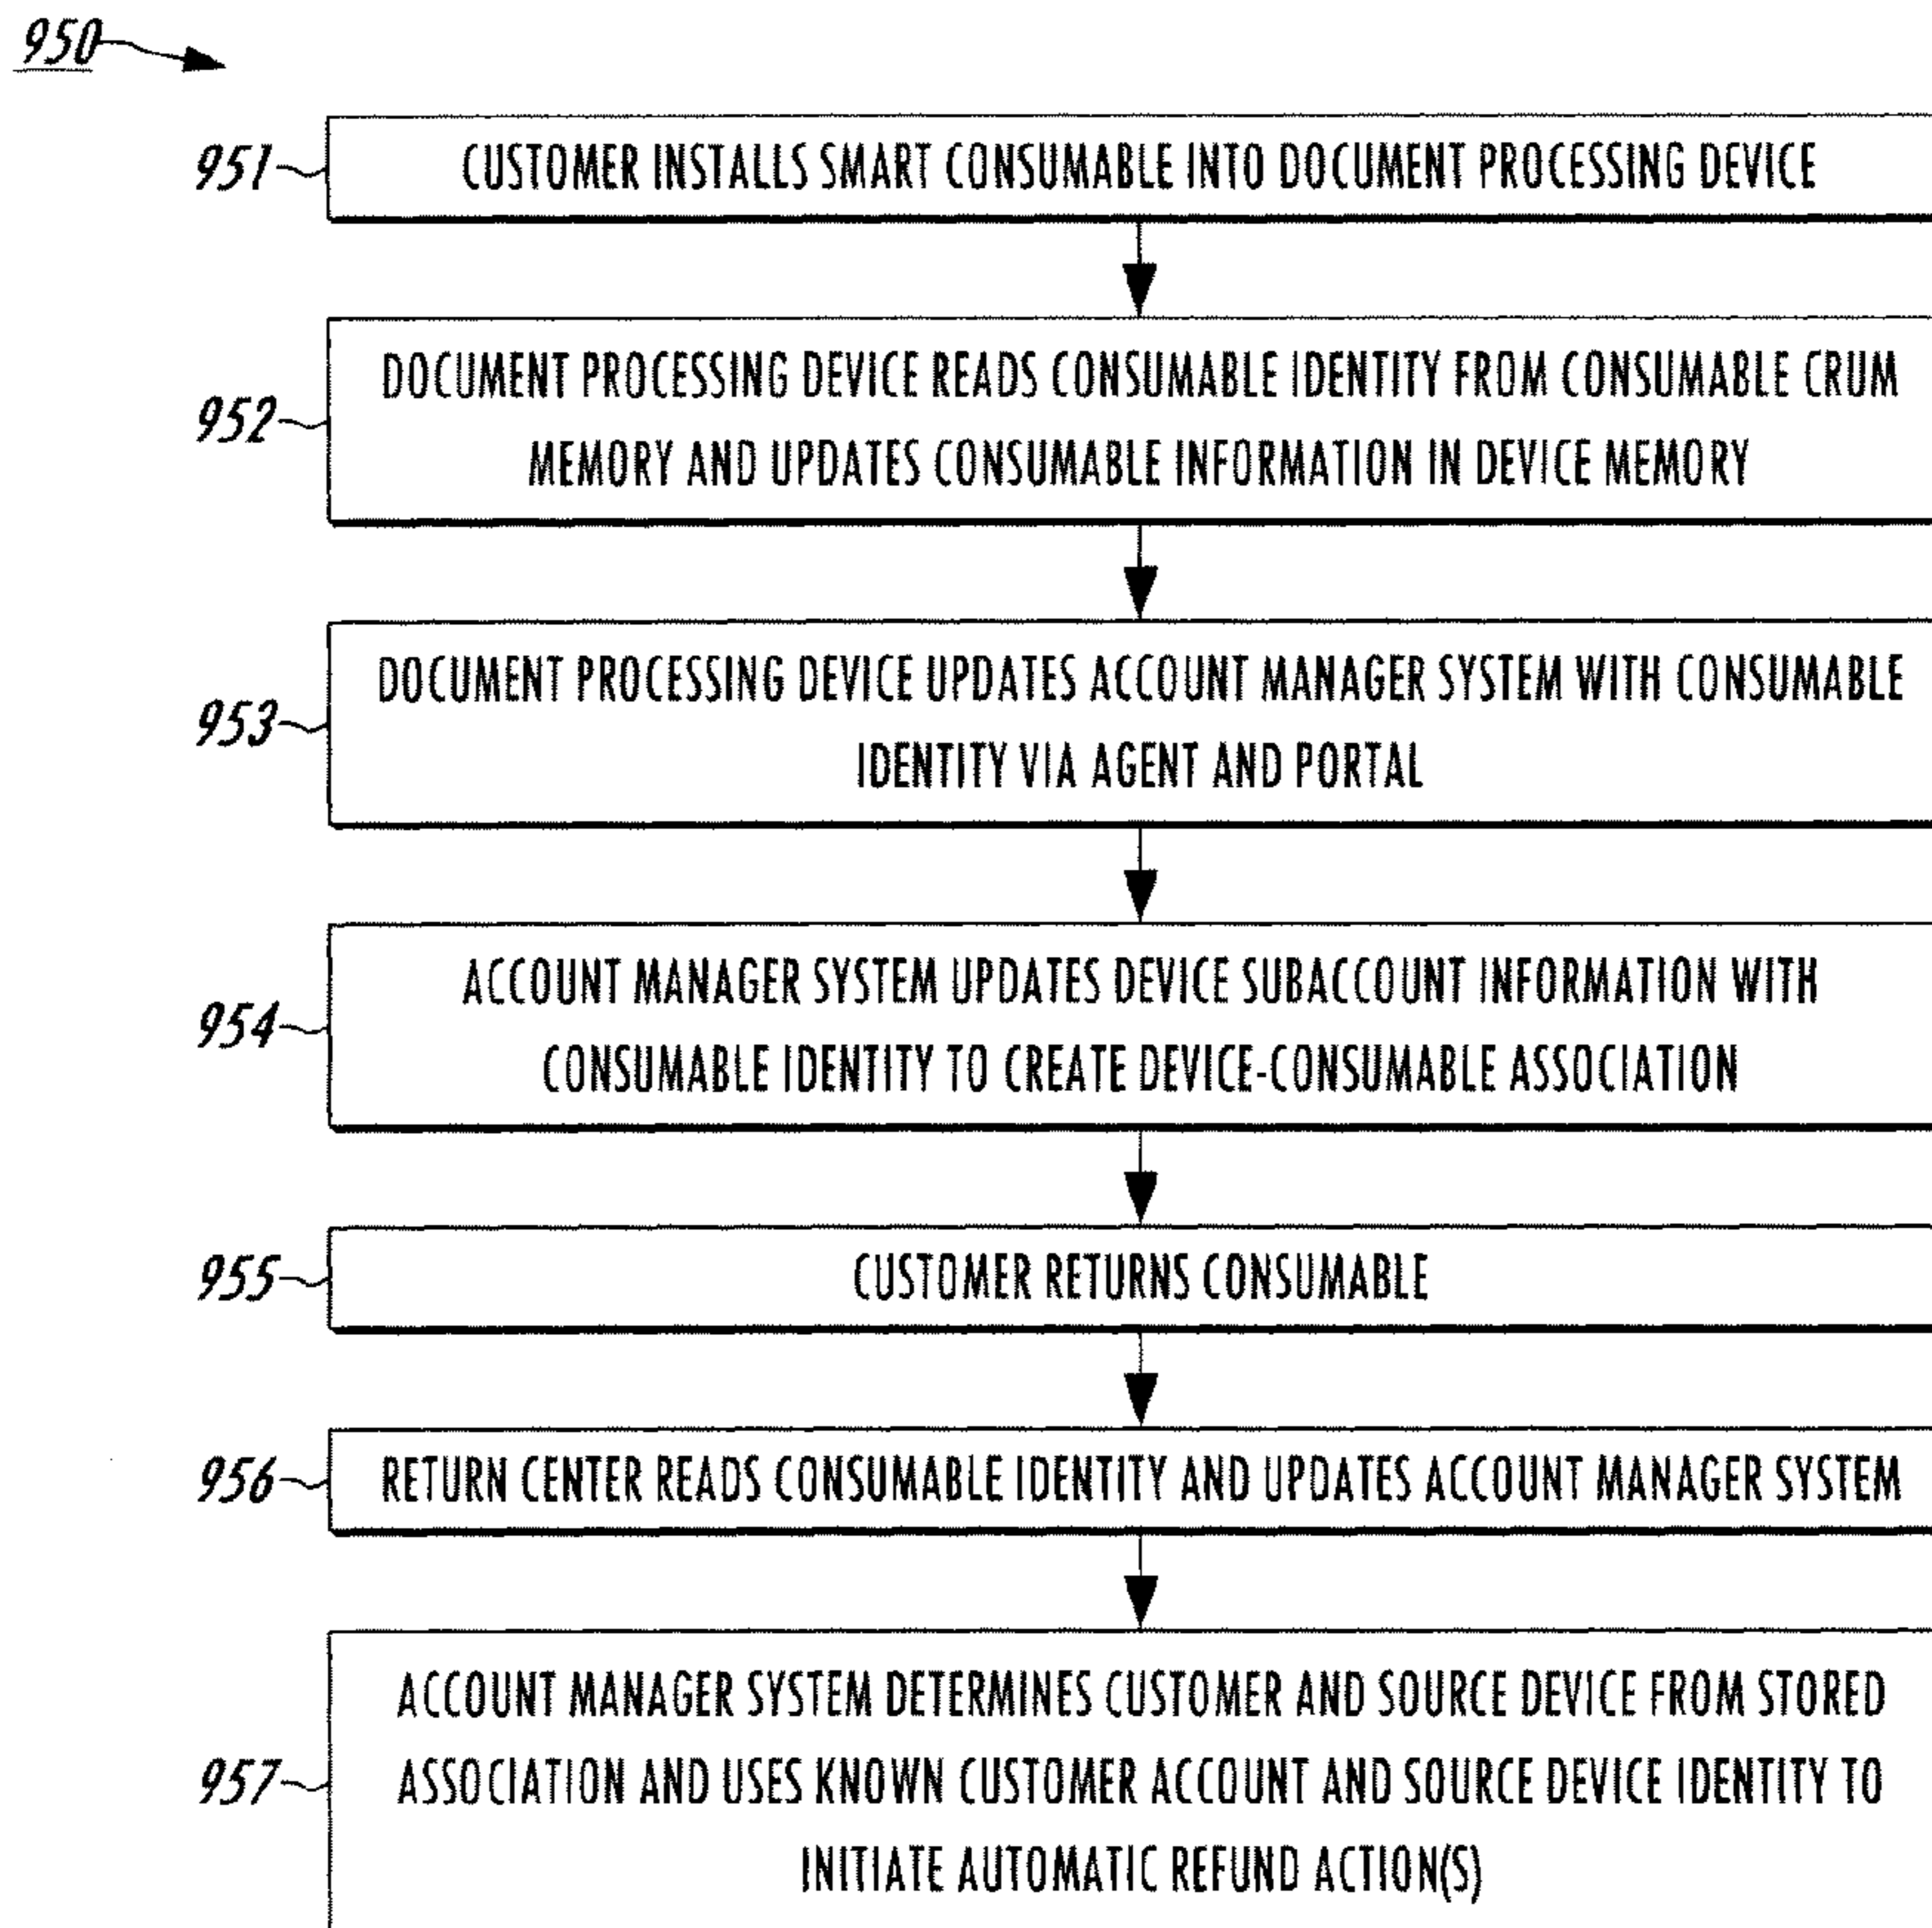 950
951
CUSTOMER INSTALLS SMART CONSUMABLE INTO DOCUMENT PROCESSING DEVICE
952
DOCUMENT PROCESSING DEVICE READS CONSUMABLE IDENTITY FROM CONSUMABLE CRUM
MEMORY AND UPDATES CONSUMABLE INFORMATION IN DEVICE MEMORY
953
DOCUMENT PROCESSING DEVICE UPDATES ACCOUNT MANAGER SYSTEM WITH CONSUMABLE
IDENTITY VIA AGENT AND PORTAL
954
ACCOUNT MANAGER SYSTEM UPDATES DEVICE SUBACCOUNT INFORMATION WITH
CONSUMABLE IDENTITY TO CREATE DEVICE-CONSUMABLE ASSOCIATION
955
CUSTOMER RETURNS CONSUMABLE
956
RETURN CENTER READS CONSUMABLE IDENTITY AND UPDATES ACCOUNT MANAGER SYSTEM
957
ACCOUNT MANAGER SYSTEM DETERMINES CUSTOMER AND SOURCE DEVICE FROM STORED
ASSOCIATION AND USES KNOWN CUSTOMER ACCOUNT AND SOURCE DEVICE IDENTITY TO
INITIATE AUTOMATIC REFUND ACTION(S)